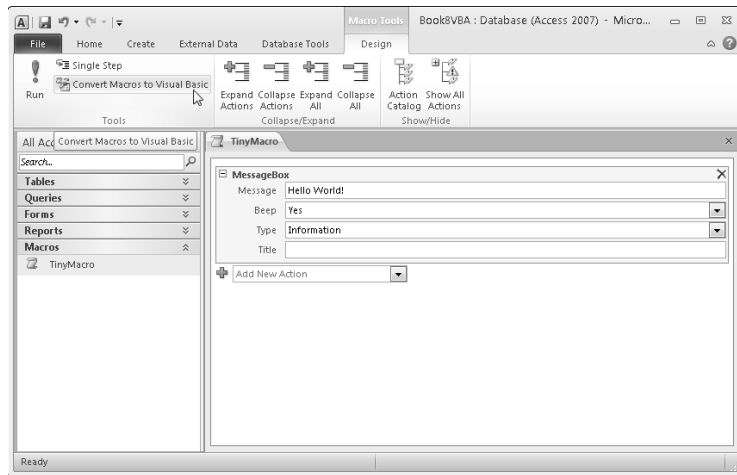 Macro Tools
Book8VBA : Database (Access 2007) - Micro...
File
Home
Create
External Data
Database Tools
Design
Run
Single Step
Convert Macros to Visual Basic
Tools
Expand Actions
Collapse Actions
Expand All
Collapse All
Collapse/Expand
Action Catalog
Show All Actions
Show/Hide
All Acc
Convert Macros to Visual Basic
Search...
Tables
Queries
Forms
Reports
Macros
TinyMacro
TinyMacro
MessageBox
Message Hello World!
Beep Yes
Type Information
Title
Add New Action
Ready